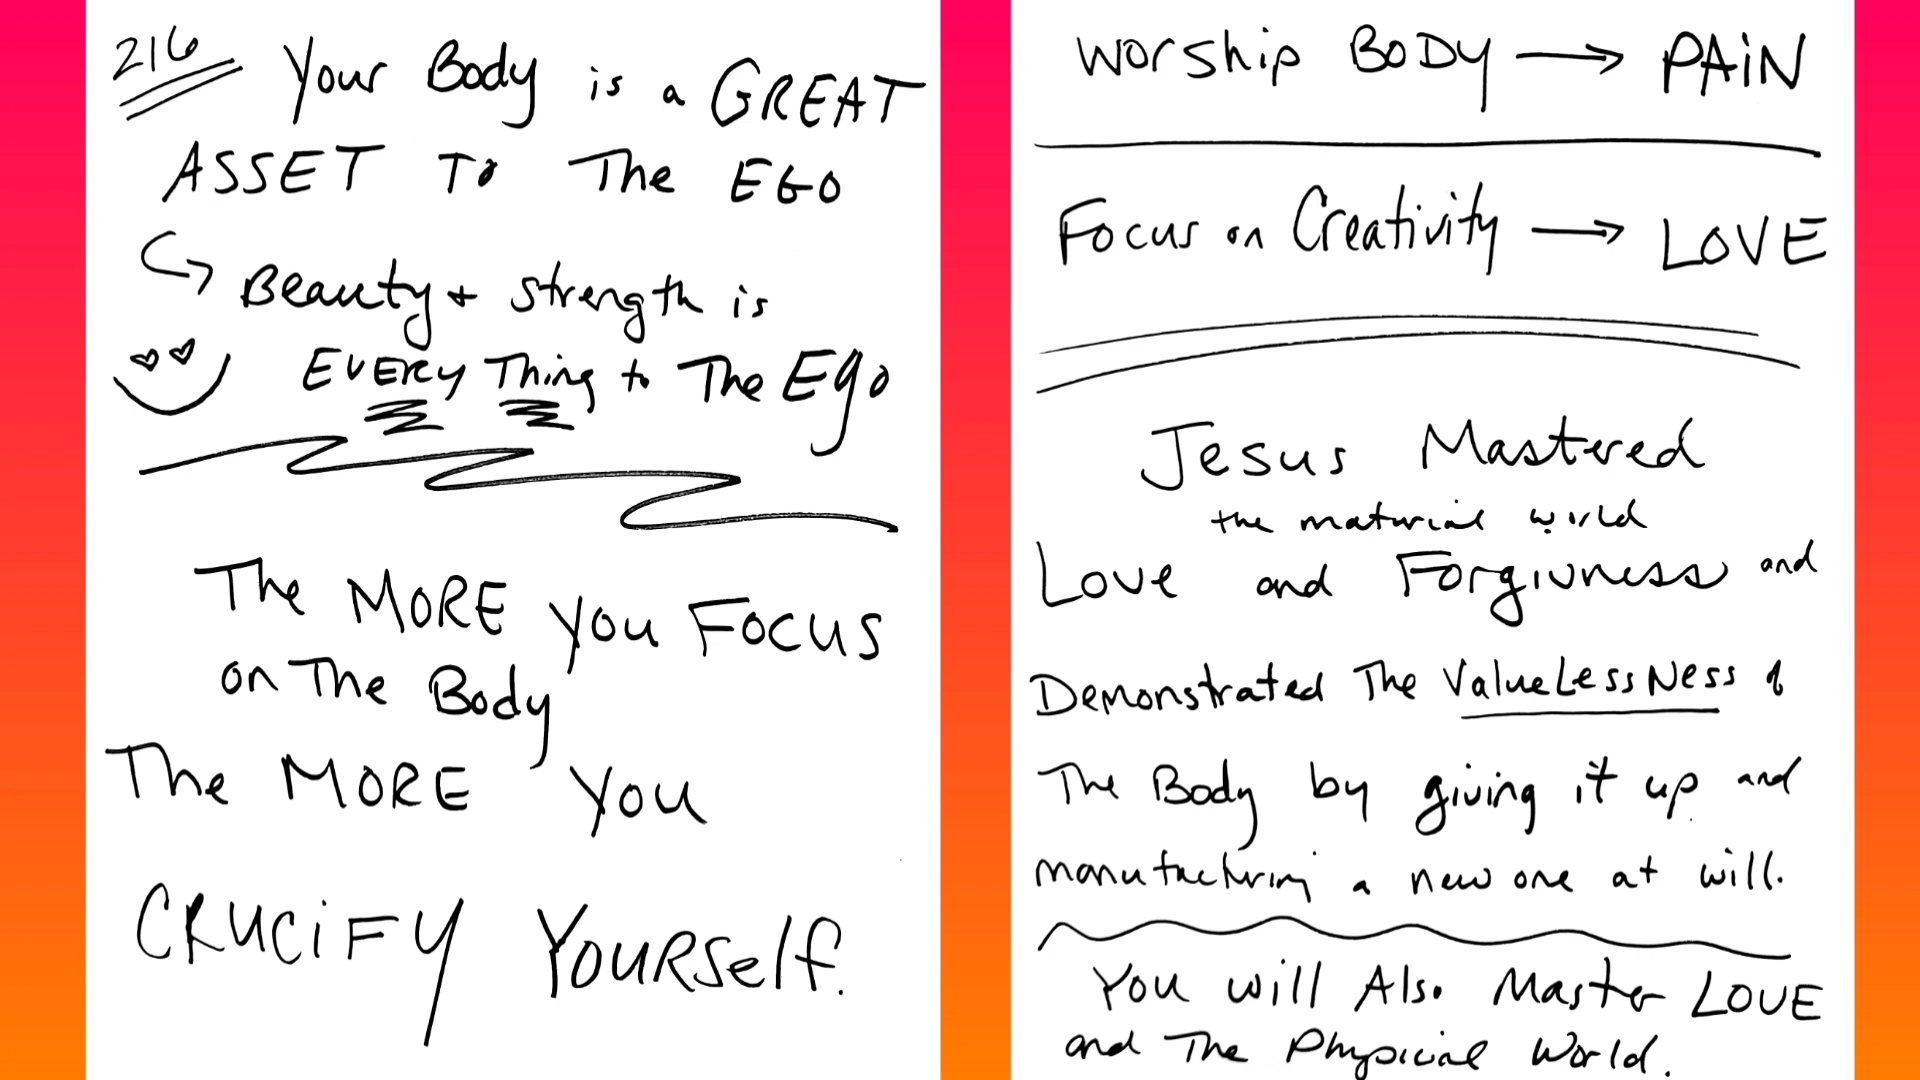 216 Your Body is a GREAT
ASSET To The EGO
↳ Beauty + strength is
EVERY Thing to The Ego
The MORE you FOCUS
on The Body
The MORE you
CRUCiFY YOURSelf.
Worship BODY → PAiN
Focus on Creativity → LOVE
Jesus Mastered
the material world
Love and Forgivness and
Demonstrated The ValueLessNess of
The Body by giving it up and
manufacturing a new one at will.
You will Also Master LOVE
and The Physicial World.